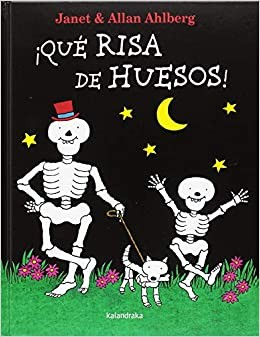 Janet & Allan Ahlberg
¡QUÉ RISA
DE HUESOS!
kalandraka